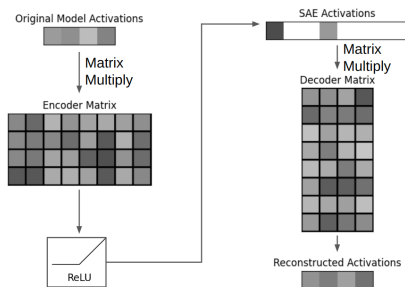 Original Model Activations
Matrix
Multiply
Encoder Matrix
ReLU
SAE Activations
Matrix
Multiply
Decoder Matrix
Reconstructed Activations